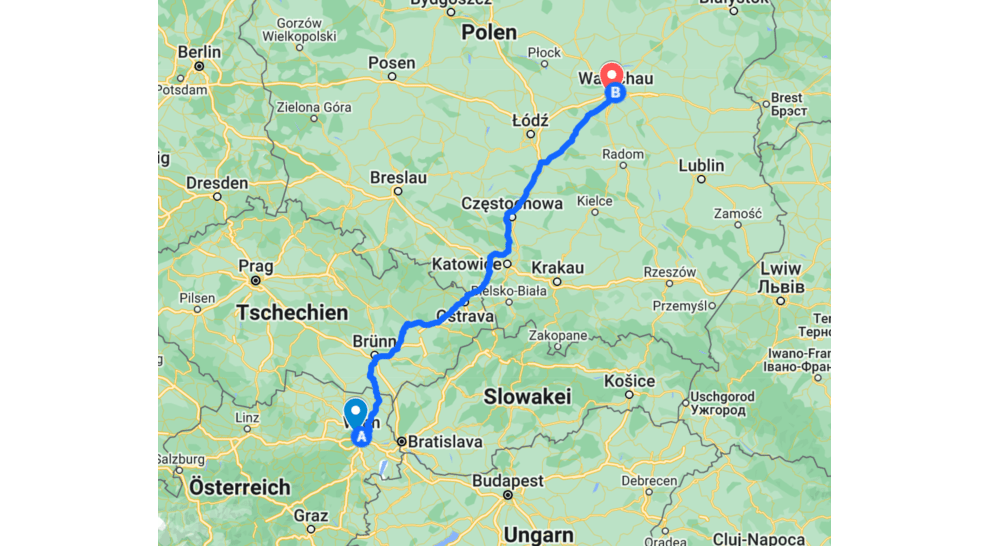 Bydgoszcz
Białystok
Gorzów
Wielkopolski
Polen
Berlin
Płock
Posen
Warschau
B
Potsdam
Brest
Брэст
Zielona Góra
Łódź
Radom
Lublin
Dresden
Breslau
Częstochowa
Kielce
Zamość
Prag
Katowice
Krakau
Rzeszów
Lwiw
Львів
Pilsen
Bielsko-Biała
Przemyśl
Tschechien
Ostrava
Brünn
Zakopane
Ter
Терно
Iwano-Fran
Івано-Фран
Košice
Slowakei
Uschgorod
Ужгород
Linz
Wien
A
Bratislava
Salzburg
Österreich
Budapest
Debrecen
Graz
Ungarn
Oradea
Cluj-Napoca